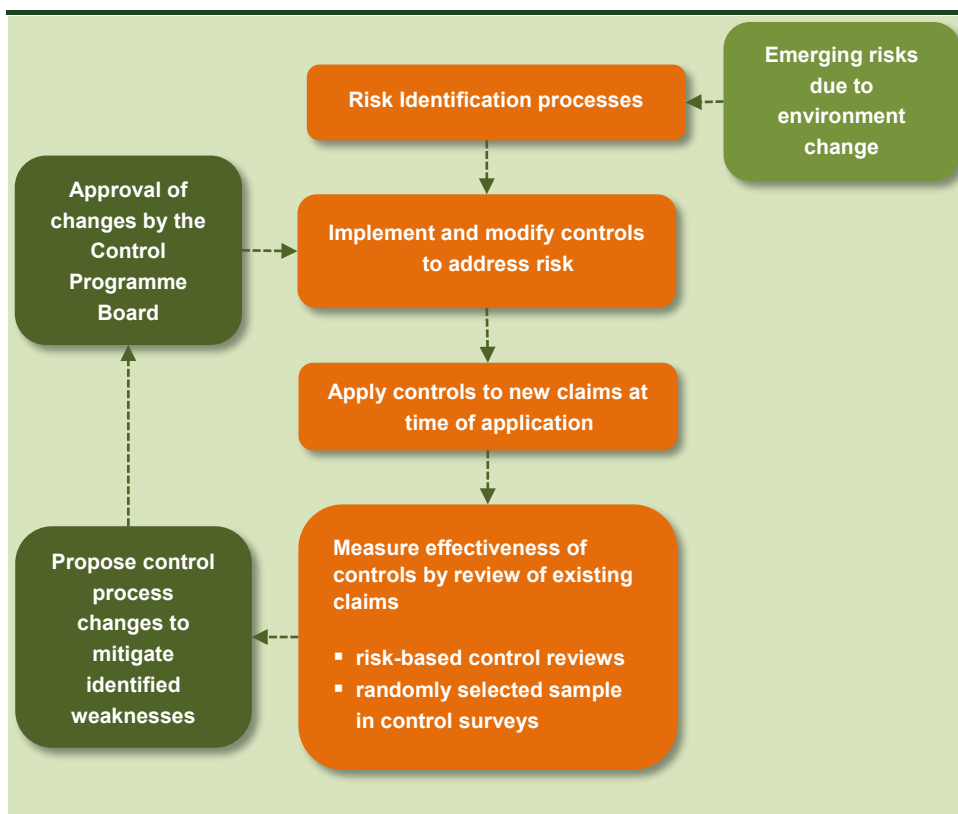 Risk Identification processes
Emerging risks
due to
environment
change
Approval of
changes by the
Control
Programme
Board
Implement and modify controls
to address risk
Apply controls to new claims at
time of application
Measure effectiveness of
controls by review of existing
claims
▪ risk-based control reviews
▪ randomly selected sample
in control surveys
Propose control
process
changes to
mitigate
identified
weaknesses